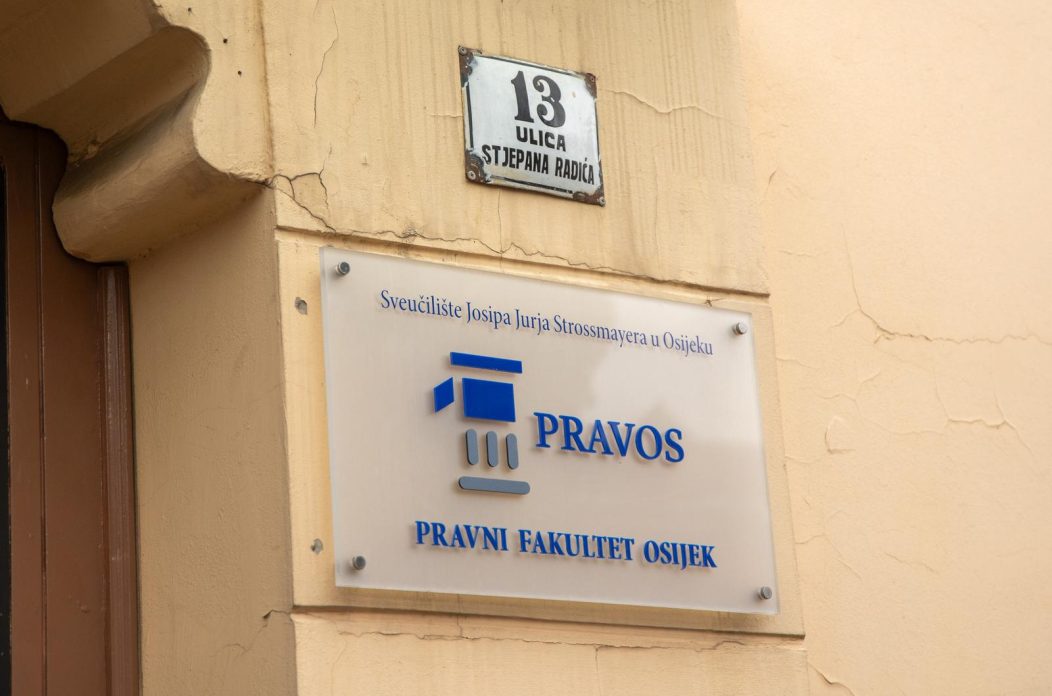 13
ULICA
STJEPANA RADIĆA
Sveučilište Josipa Jurja Strossmayera u Osijeku
PRAVOS
PRAVNI FAKULTET OSIJEK